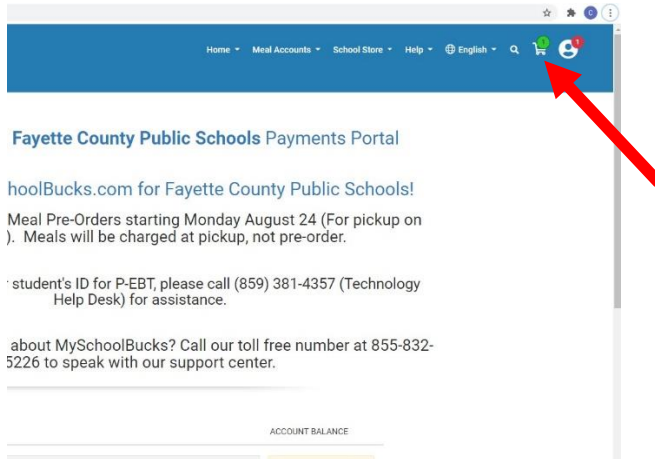 C
Home Meal Accounts School Store Help English 1 1
Fayette County Public Schools Payments Portal
hoolBucks.com for Fayette County Public Schools!
Meal Pre-Orders starting Monday August 24 (For pickup on
). Meals will be charged at pickup, not pre-order.
student's ID for P-EBT, please call (859) 381-4357 (Technology
Help Desk) for assistance.
about MySchoolBucks? Call our toll free number at 855-832-
5226 to speak with our support center.
ACCOUNT BALANCE